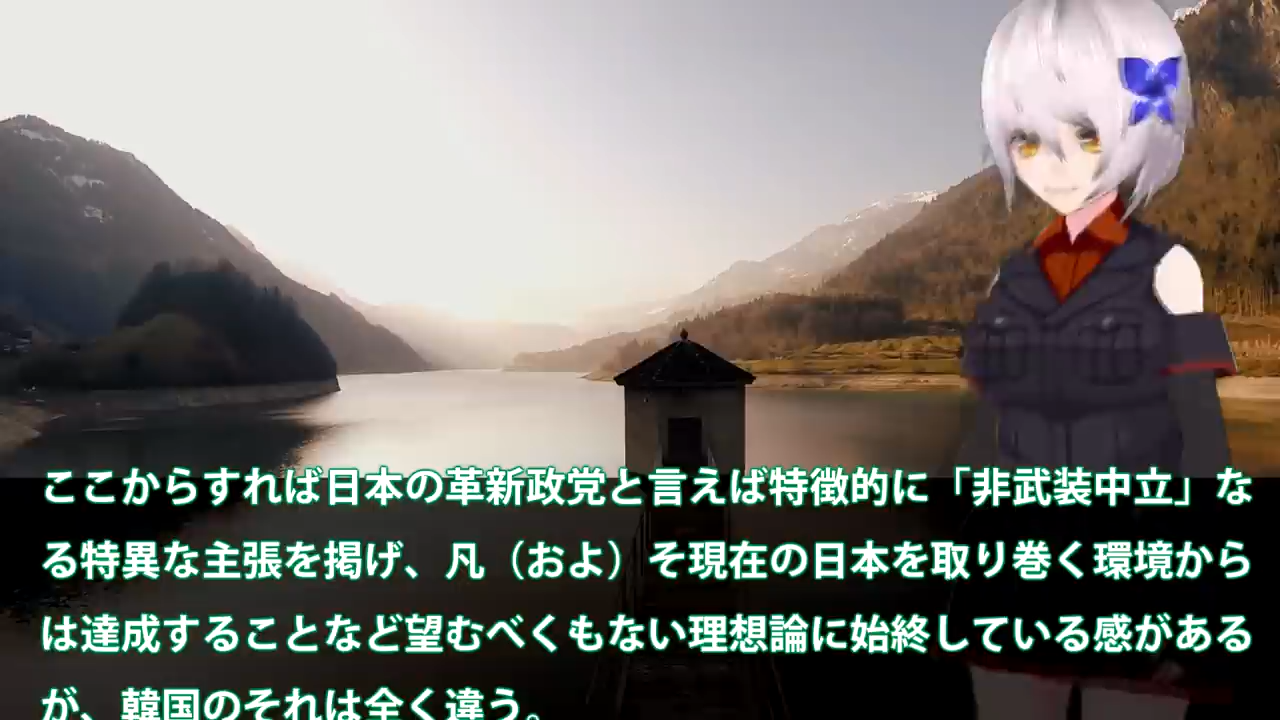 ここからすれば日本の革新政党と言えば特徴的に「非武装中立」な
る特異な主張を掲げ、凡（およ）そ現在の日本を取り巻く環境から
は達成することなど望むべくもない理想論に始終している感がある
が、韓国のそれは全く違う。